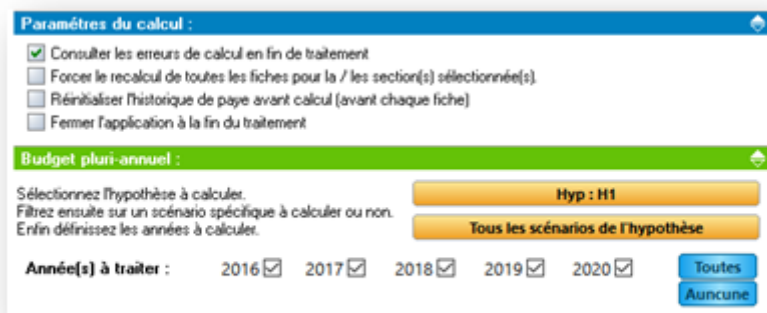 Paramétres du calcul :
Consulter les erreurs de calcul en fin de traitement
Forcer le recalcul de toutes les fiches pour la / les section(s) sélectionnée(s).
Réinitialiser l'historique de paye avant calcul (avant chaque fiche)
Fermer l'application à la fin du traitement
Budget pluri-annuel :
Sélectionnez l'hypothèse à calculer.
Hyp : H1
Filtrez ensuite sur un scénario spécifique à calculer ou non.
Enfin définissez les années à calculer.
Tous les scénarios de l'hypothèse
Année(s) à traiter : 2016 2017 2018 2019 2020 Toutes
Auncune